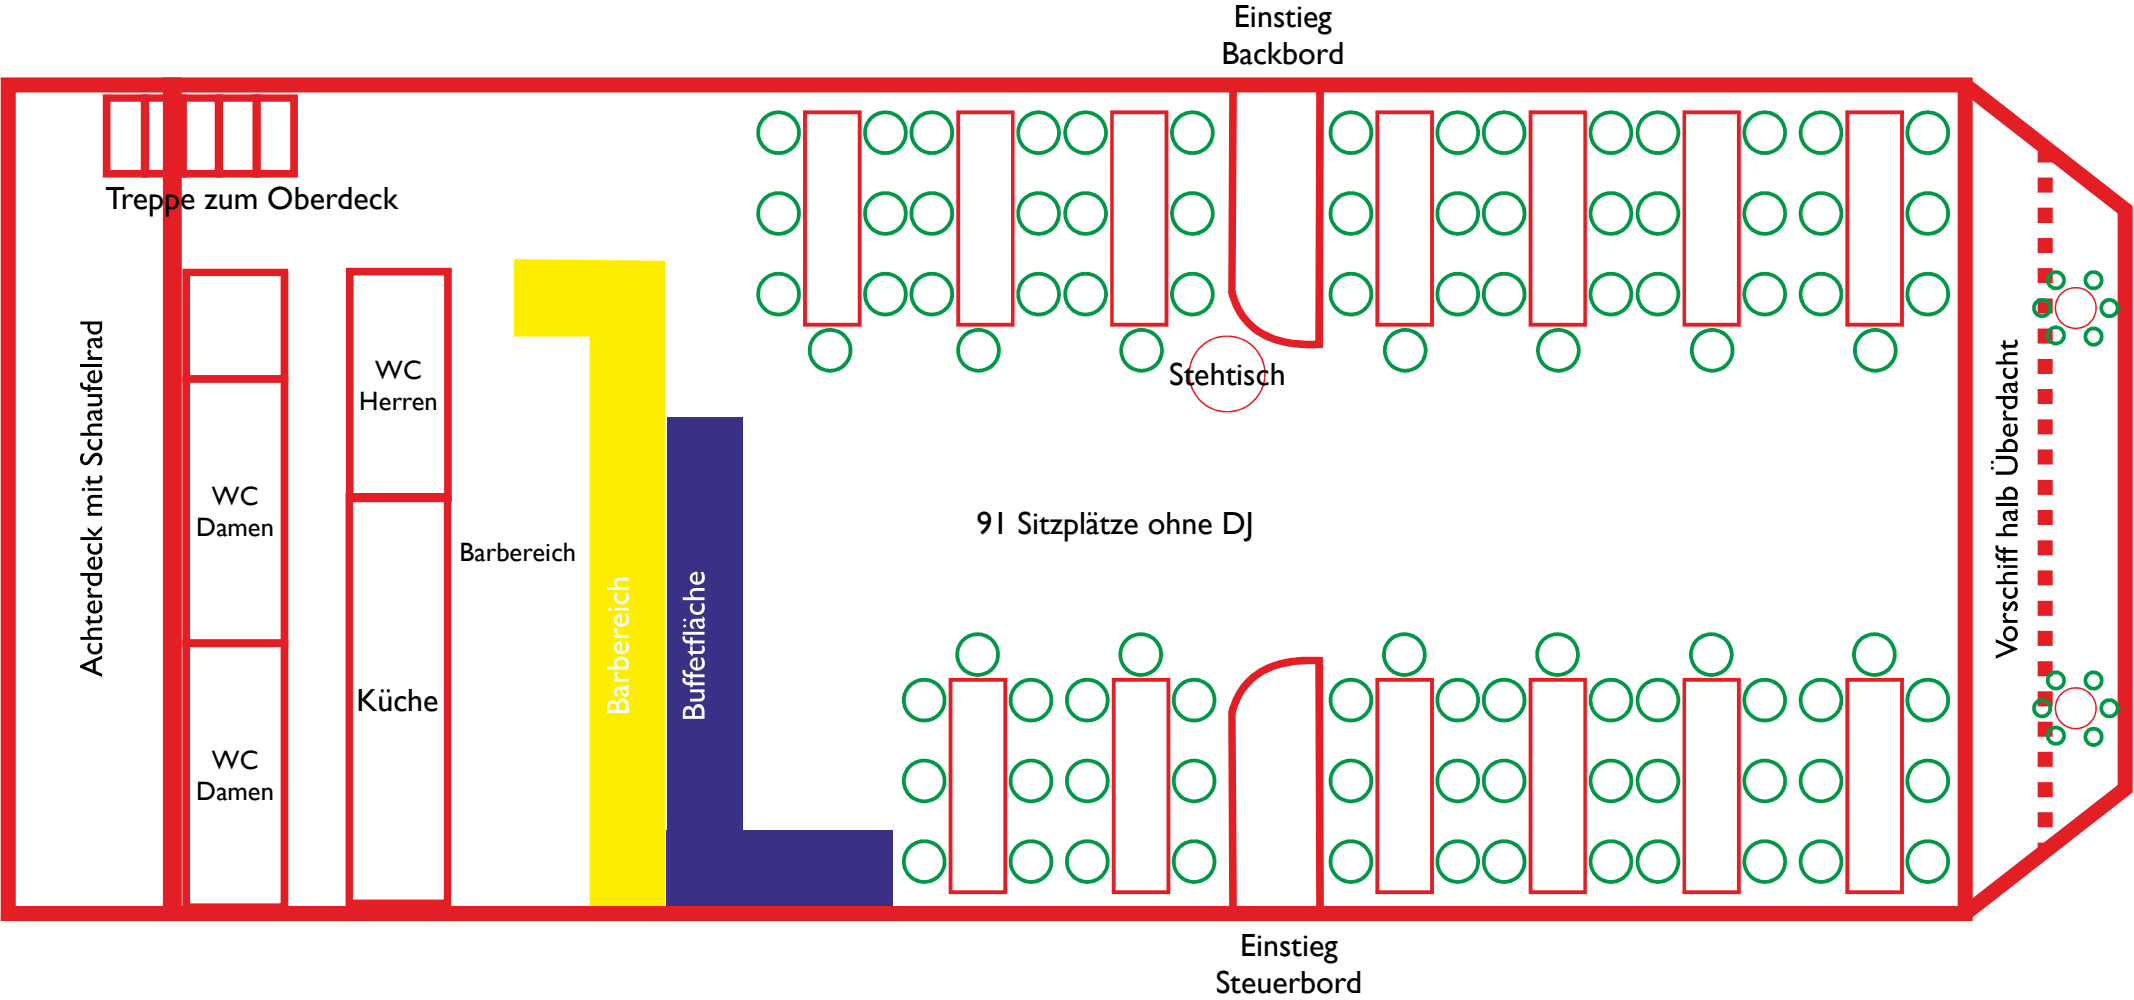 Einstieg
Backbord
Treppe zum Oberdeck
Achterdeck mit Schaufelrad
WC
Herren
WC
Damen
WC
Damen
Küche
Barbereich
Barbereich
Buffetfläche
Stehtisch
91 Sitzplätze ohne DJ
Vorschiff halb Überdacht
Einstieg
Steuerbord